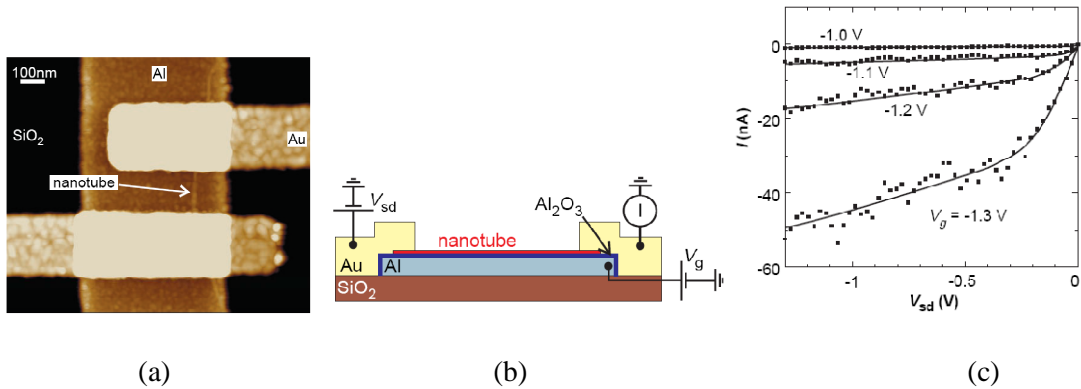 100nm
Al
SiO2
Au
nanotube
(a)
Vsd
Al2O3
I
nanotube
Au
Al
Vg
SiO2
(b)
0
-20
-40
-60
I (nA)
-1.0 V
-1.1 V
-1.2 V
Vg = -1.3 V
-1
-0.5
0
Vsd (V)
(c)